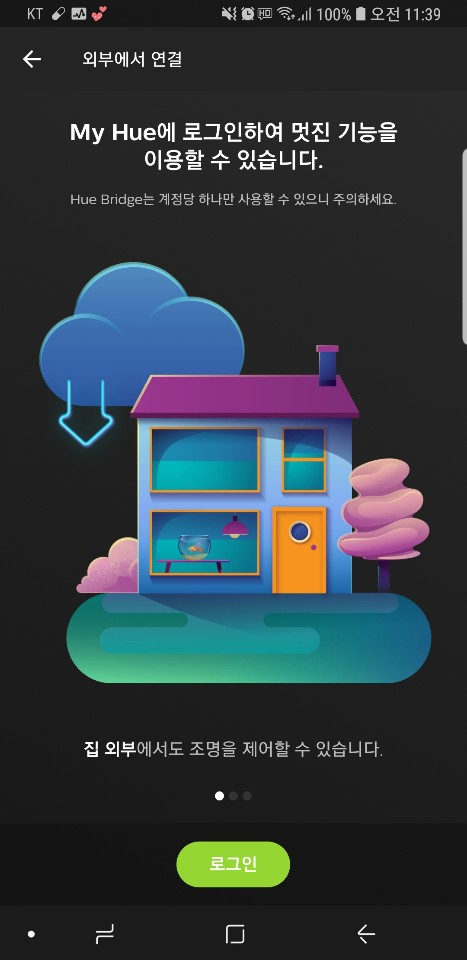 KT 100% 오전 11:39
외부에서 연결
My Hue에 로그인하여 멋진 기능을
이용할 수 있습니다.
Hue Bridge는 계정당 하나만 사용할 수 있으니 주의하세요.
집 외부에서도 조명을 제어할 수 있습니다.
로그인